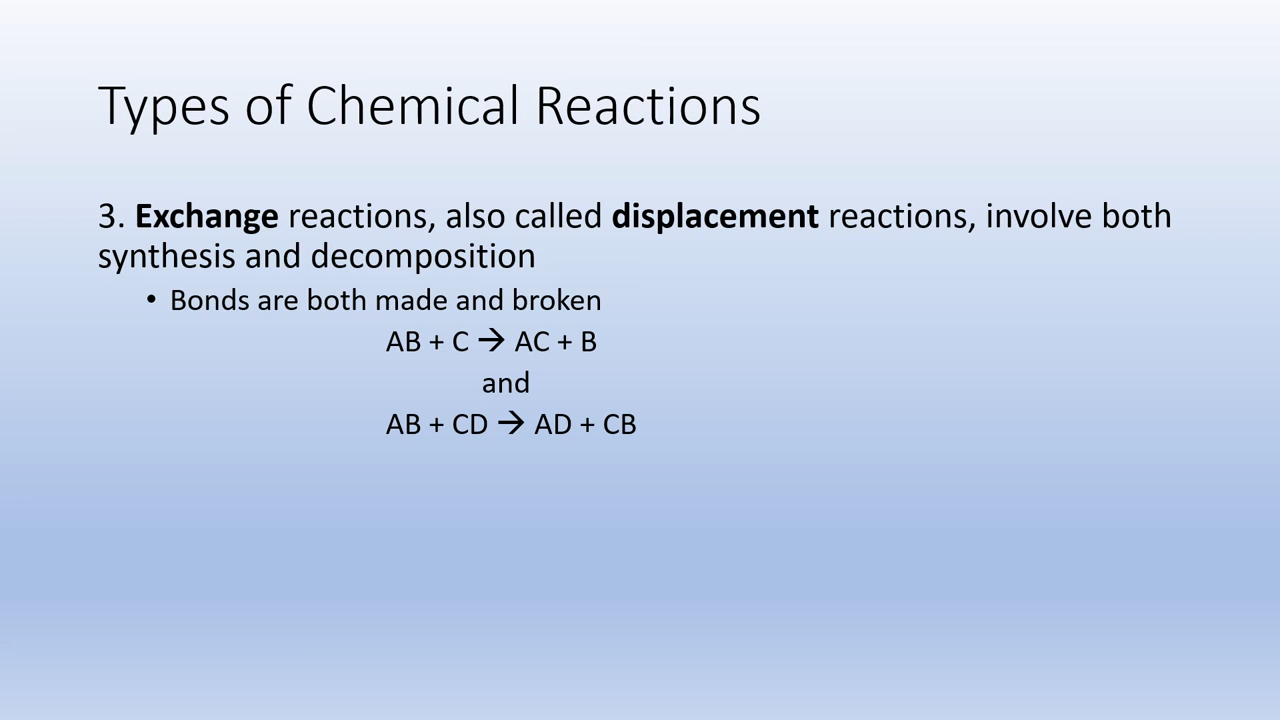 Types of Chemical Reactions
3. Exchange reactions, also called displacement reactions, involve both
synthesis and decomposition
• Bonds are both made and broken
AB + C → AC + B
and
AB + CD → AD + CB